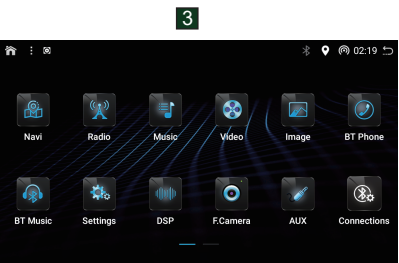 3
02:19
Navi Radio Music Video Image BT Phone
BT Music Settings DSP F.Camera AUX Connections